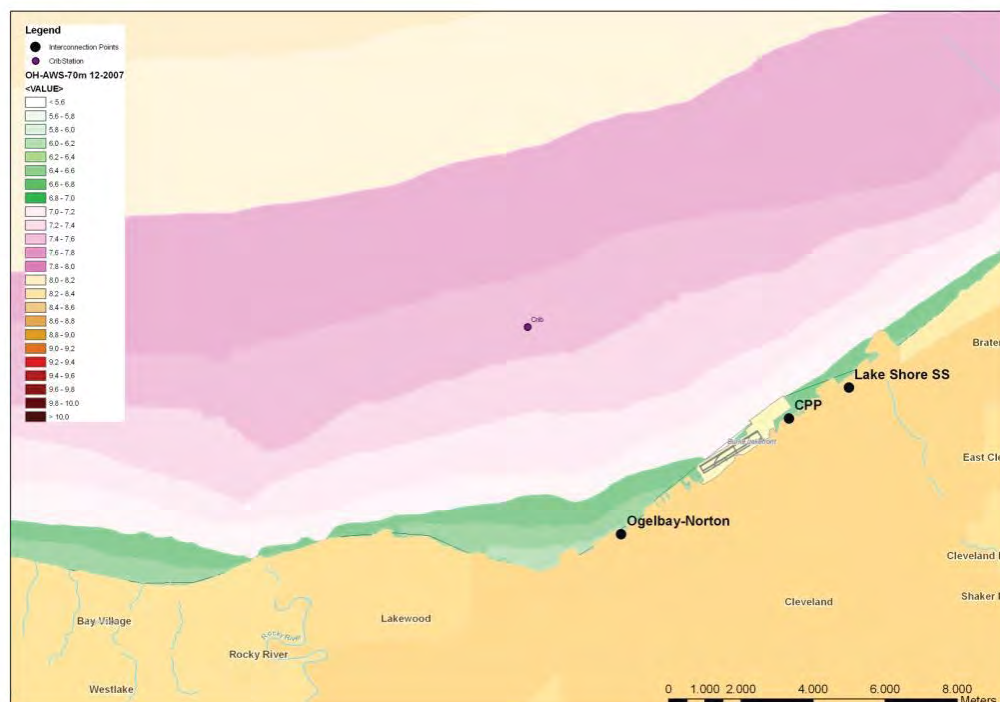 Legend
Interconnection Points
CribStation
OH-AWS-70m 12-2007
<VALUE>
< 5.6
5.6 - 5.8
5.8 - 6.0
6.0 - 6.2
6.2 - 6.4
6.4 - 6.6
6.6 - 6.8
6.8 - 7.0
7.0 - 7.2
7.2 - 7.4
7.4 - 7.6
7.6 - 7.8
7.8 - 8.0
8.0 - 8.2
8.2 - 8.4
8.4 - 8.6
8.6 - 8.8
8.8 - 9.0
9.0 - 9.2
9.2 - 9.4
9.4 - 9.6
9.6 - 9.8
9.8 - 10.0
> 10.0
Crib
Braten
Lake Shore SS
CPP
East Cle
Ogelbay-Norton
Cleveland
Shaker
Cleveland
Bay Village
Lakewood
Rocky River
Rocky River
Westlake
0 1.000 2.000 4.000 6.000 8.000
Meters